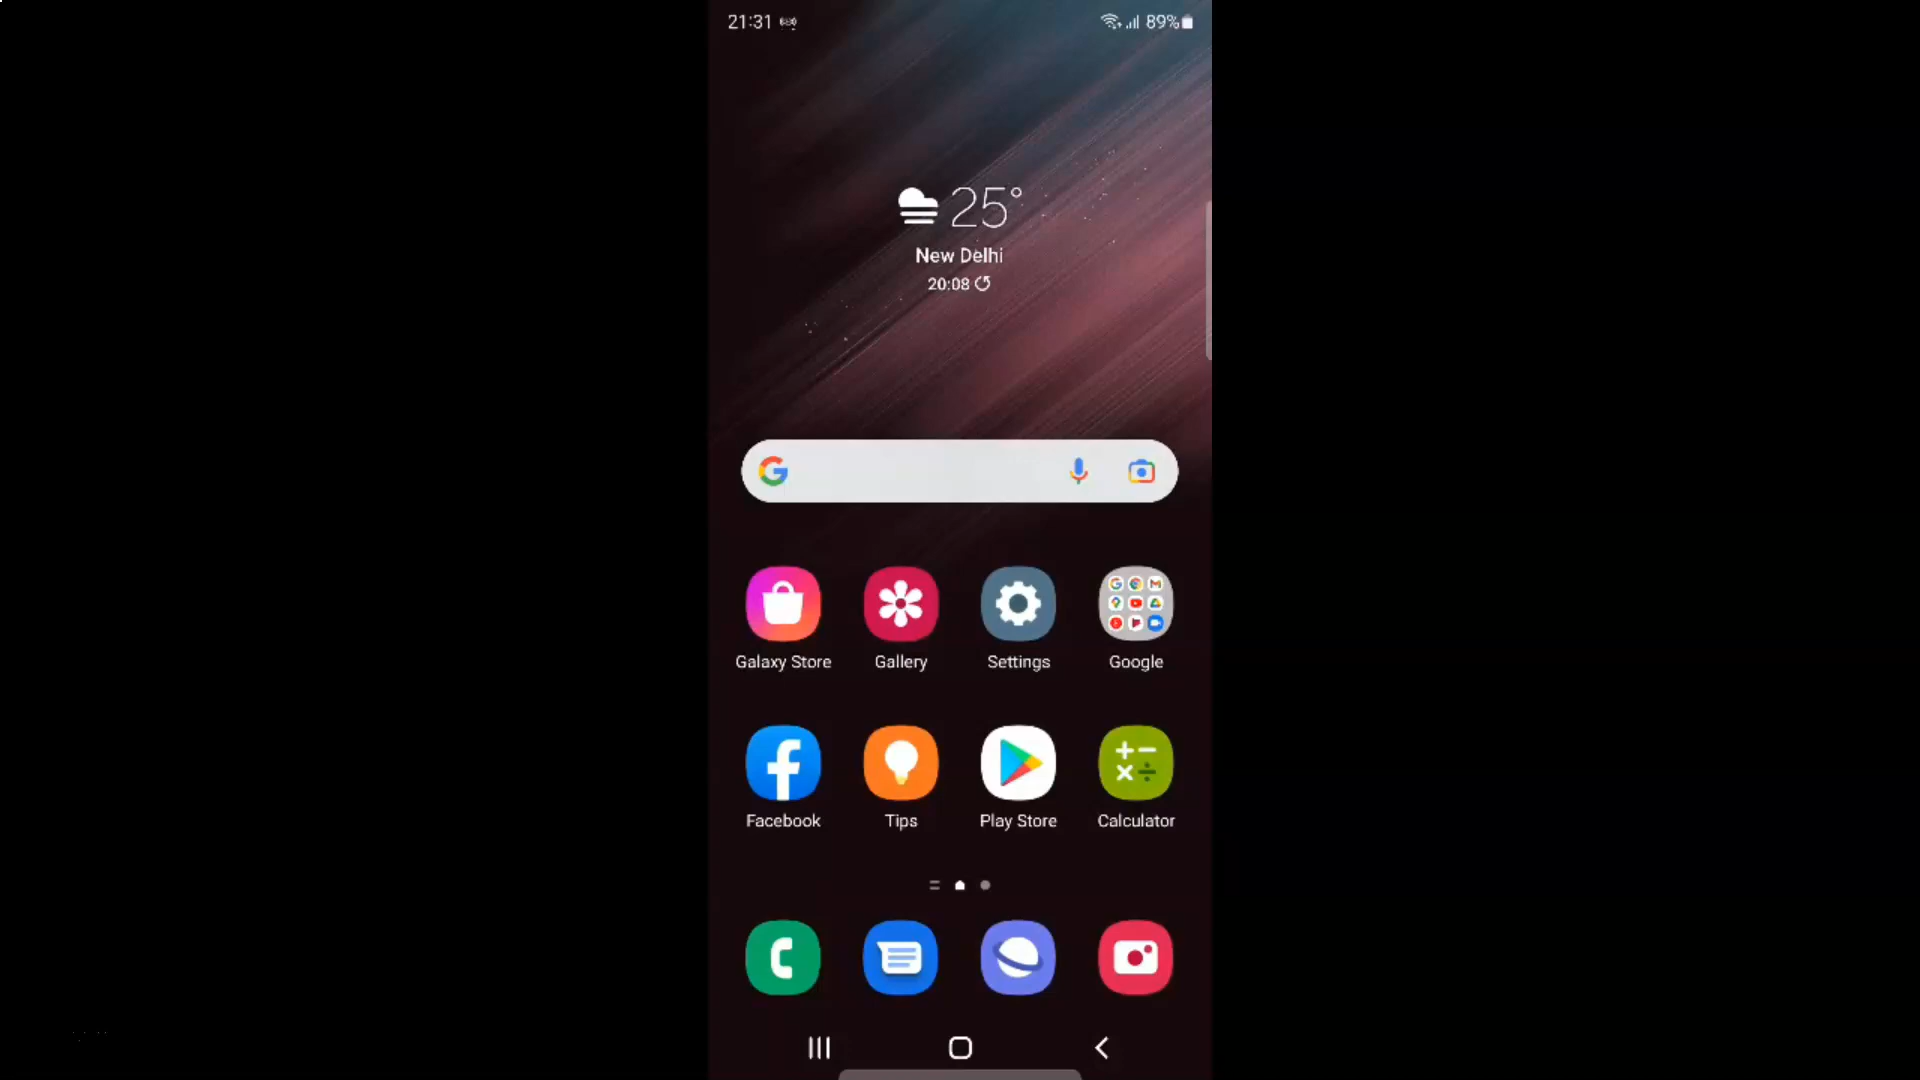 21:31
89%
25°
New Delhi
20:08
Galaxy Store
Gallery
Settings
Google
Facebook
Tips
Play Store
Calculator